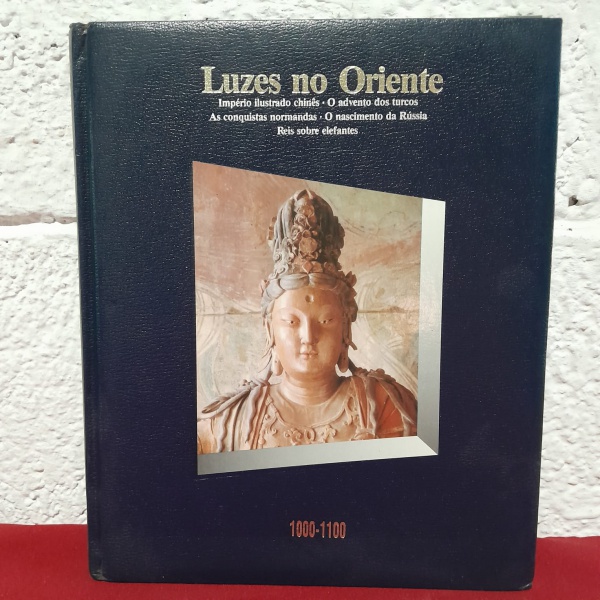 Luzes no Oriente
Império ilustrado chinês · O advento dos turcos
As conquistas normandas · O nascimento da Rússia
Reis sobre elefantes
1000-1100